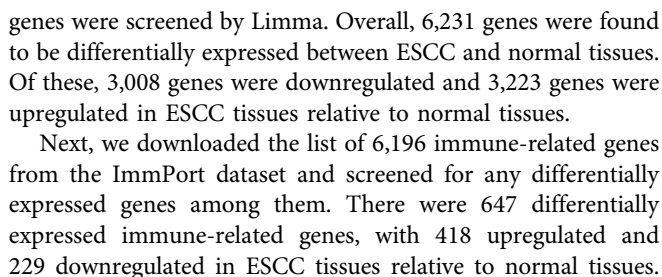 genes were screened by Limma. Overall, 6,231 genes were found
to be differentially expressed between ESCC and normal tissues.
Of these, 3,008 genes were downregulated and 3,223 genes were
upregulated in ESCC tissues relative to normal tissues.
Next, we downloaded the list of 6,196 immune-related genes
from the ImmPort dataset and screened for any differentially
expressed genes among them. There were 647 differentially
expressed immune-related genes, with 418 upregulated and
229 downregulated in ESCC tissues relative to normal tissues.